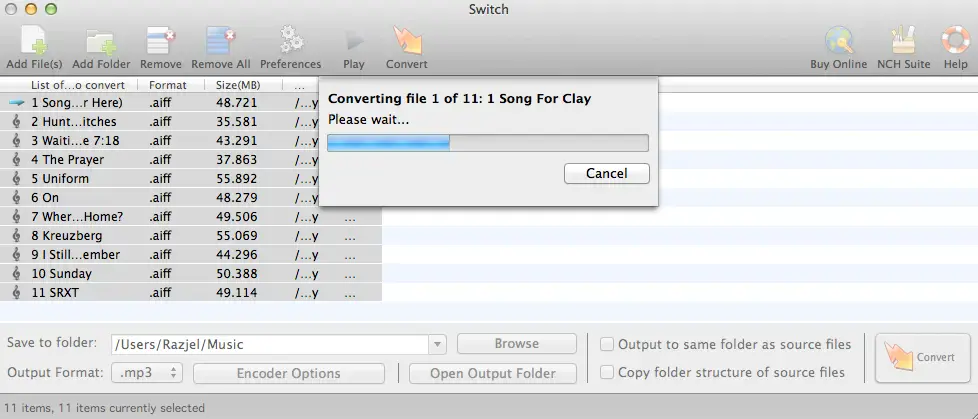 Switch
Add File(s) Add Folder Remove Remove All Preferences Play Convert Buy Online NCH Suite Help
List of...o convert Format Size(MB) ...
Converting file 1 of 11: 1 Song For Clay
Please wait...
Cancel
1 Song...r Here) .aiff 48.721 /...y
2 Hunt...itches .aiff 35.581 /...y
3 Waiti...e 7:18 .aiff 43.291 /...y
4 The Prayer .aiff 37.863 /...y
5 Uniform .aiff 55.892 /...y
6 On .aiff 48.279 /...y
7 Wher...Home? .aiff 49.506 /...y ...
8 Kreuzberg .aiff 55.069 /...y ...
9 I Still...ember .aiff 44.296 /...y ...
10 Sunday .aiff 50.388 /...y ...
11 SRXT .aiff 49.114 /...y ...
Save to folder: /Users/Razjel/Music Browse Output to same folder as source files
Output Format: .mp3 Encoder Options Open Output Folder Copy folder structure of source files
Convert
11 items, 11 items currently selected